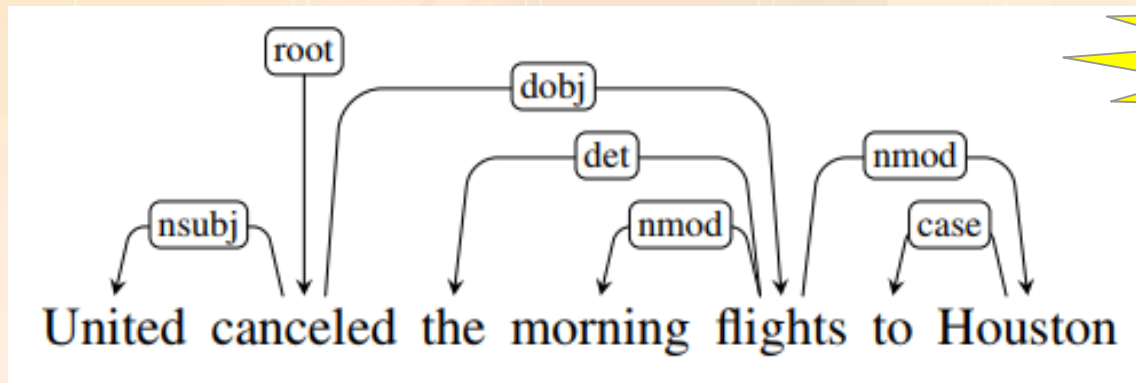 root
dobj
det
nmod
nsubj
nmod
case
United canceled the morning flights to Houston